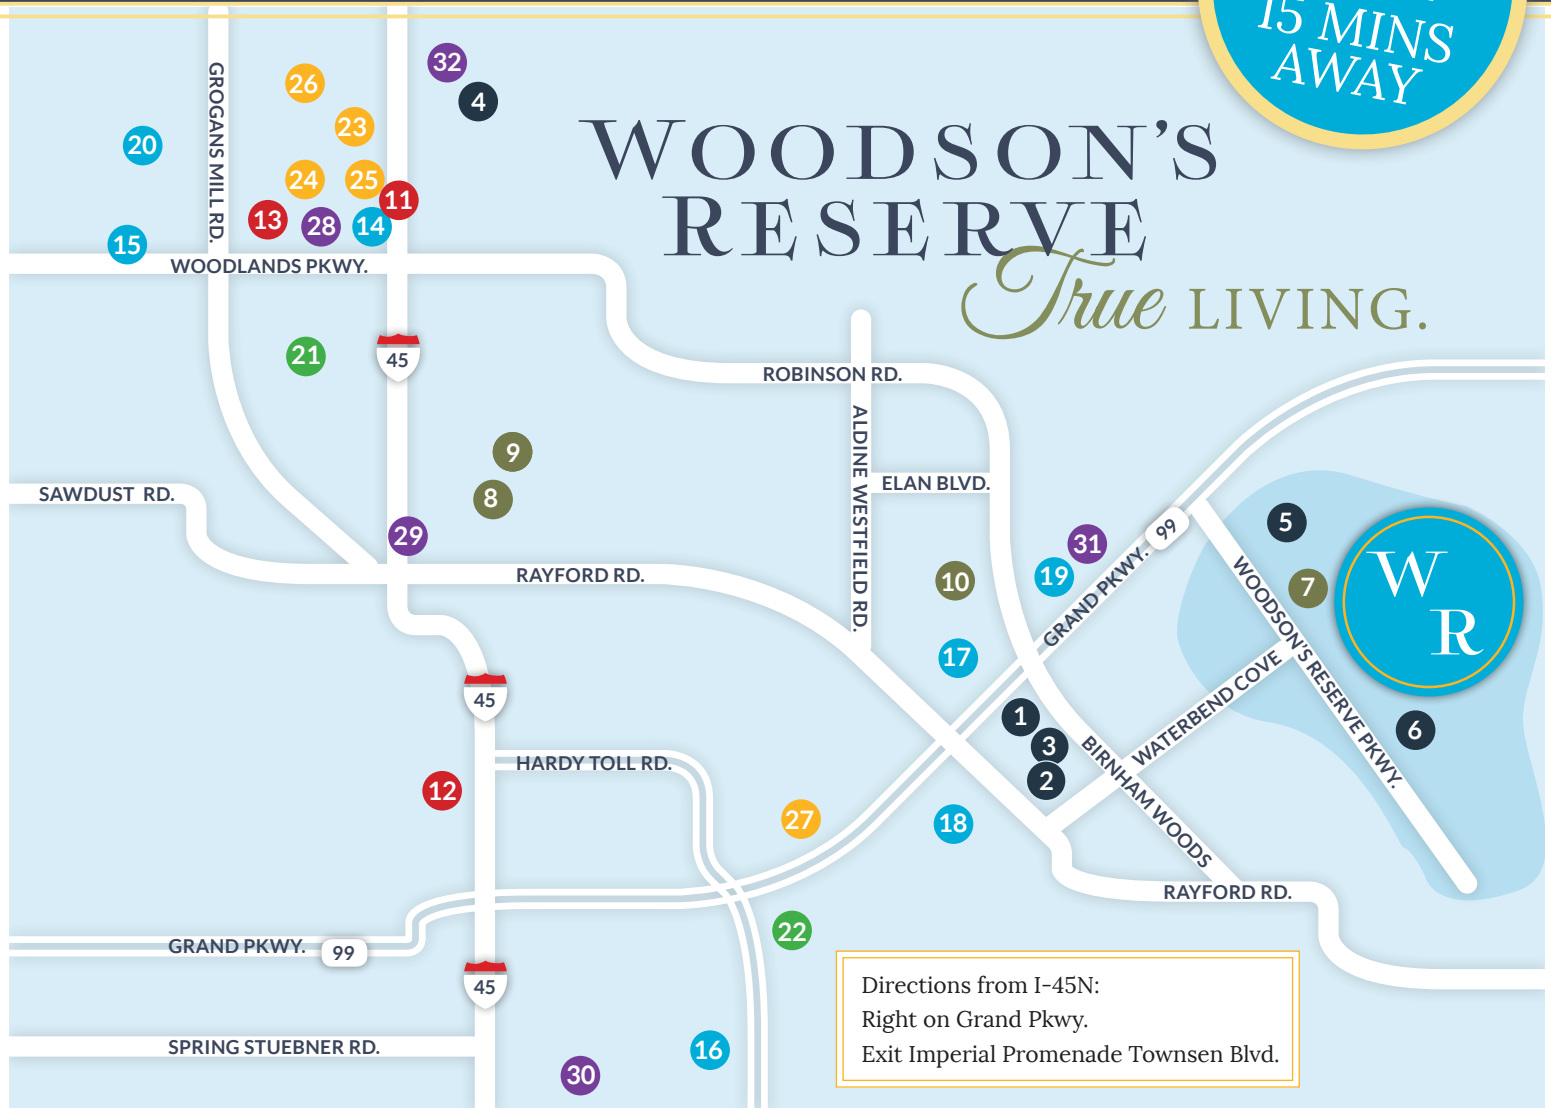 15 MINS
AWAY
WOODSON'S
RESERVE
True LIVING.
32
4
26
23
20
GROGANS MILL RD.
24
25
11
13
28
14
15
WOODLANDS PKWY.
21
45
ROBINSON RD.
ALDINE WESTFIELD RD.
9
8
SAWDUST RD.
ELAN BLVD.
29
RAYFORD RD.
10
31
19
GRAND PKWY.
99
5
7
W
R
WOODSON'S RESERVE PKWY.
17
WATERBEND COVE
6
1
3
2
BIRNHAM WOODS
45
HARDY TOLL RD.
12
27
18
RAYFORD RD.
22
GRAND PKWY.
99
45
SPRING STUEBNER RD.
30
16
Directions from I-45N:
Right on Grand Pkwy.
Exit Imperial Promenade Townsen Blvd.